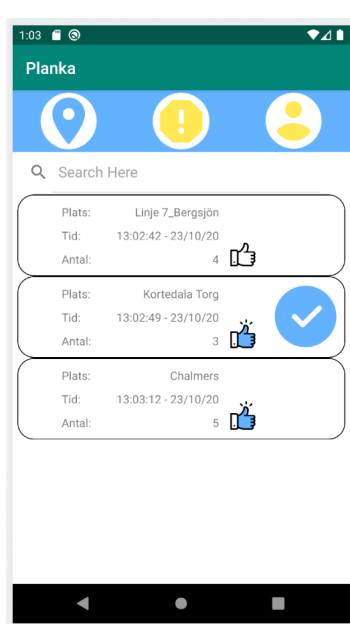 1:03
Planka
Search Here
Plats: Linje 7_Bergsjön
Tid: 13:02:42 - 23/10/20
Antal: 4
Plats: Kortedala Torg
Tid: 13:02:49 - 23/10/20
Antal: 3
Plats: Chalmers
Tid: 13:03:12 - 23/10/20
Antal: 5